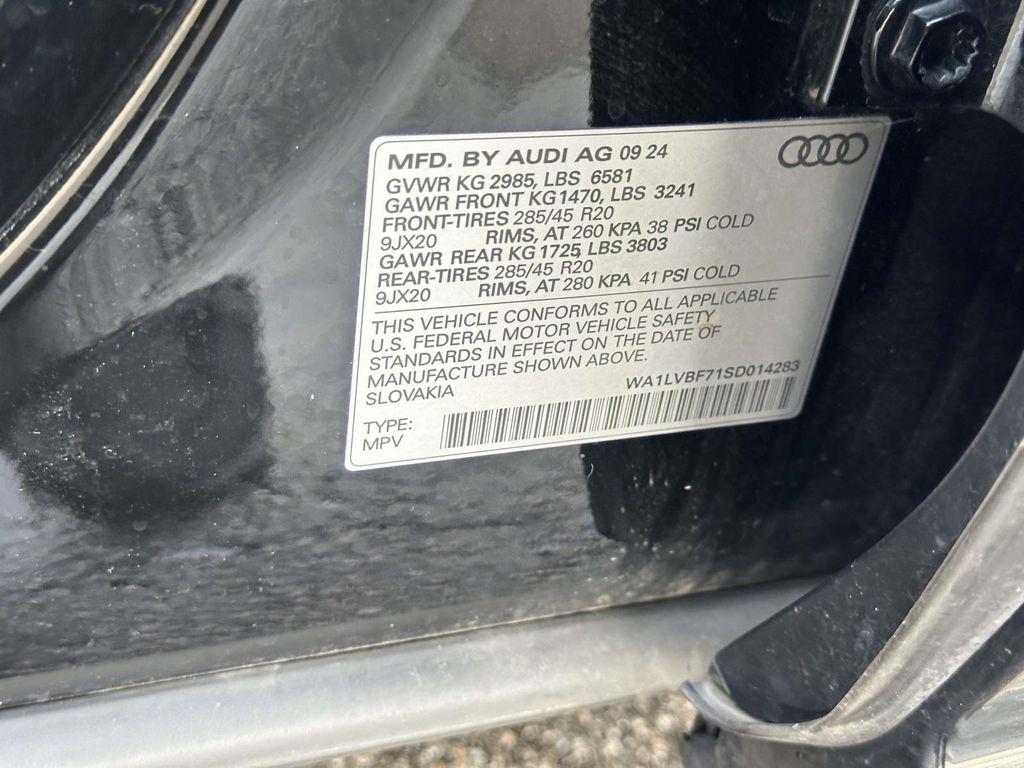 MFD. BY AUDI AG 09 24
GVWR KG 2985, LBS 6581
GAWR FRONT KG1470, LBS 3241
FRONT-TIRES 285/45 R20
9JX20 RIMS, AT 260 KPA 38 PSI COLD
GAWR REAR KG 1725, LBS 3803
REAR-TIRES 285/45 R20
9JX20 RIMS, AT 280 KPA 41 PSI COLD
THIS VEHICLE CONFORMS TO ALL APPLICABLE
U.S. FEDERAL MOTOR VEHICLE SAFETY
STANDARDS IN EFFECT ON THE DATE OF
MANUFACTURE SHOWN ABOVE.
SLOVAKIA
WA1LVBF71SD014283
TYPE:
MPV